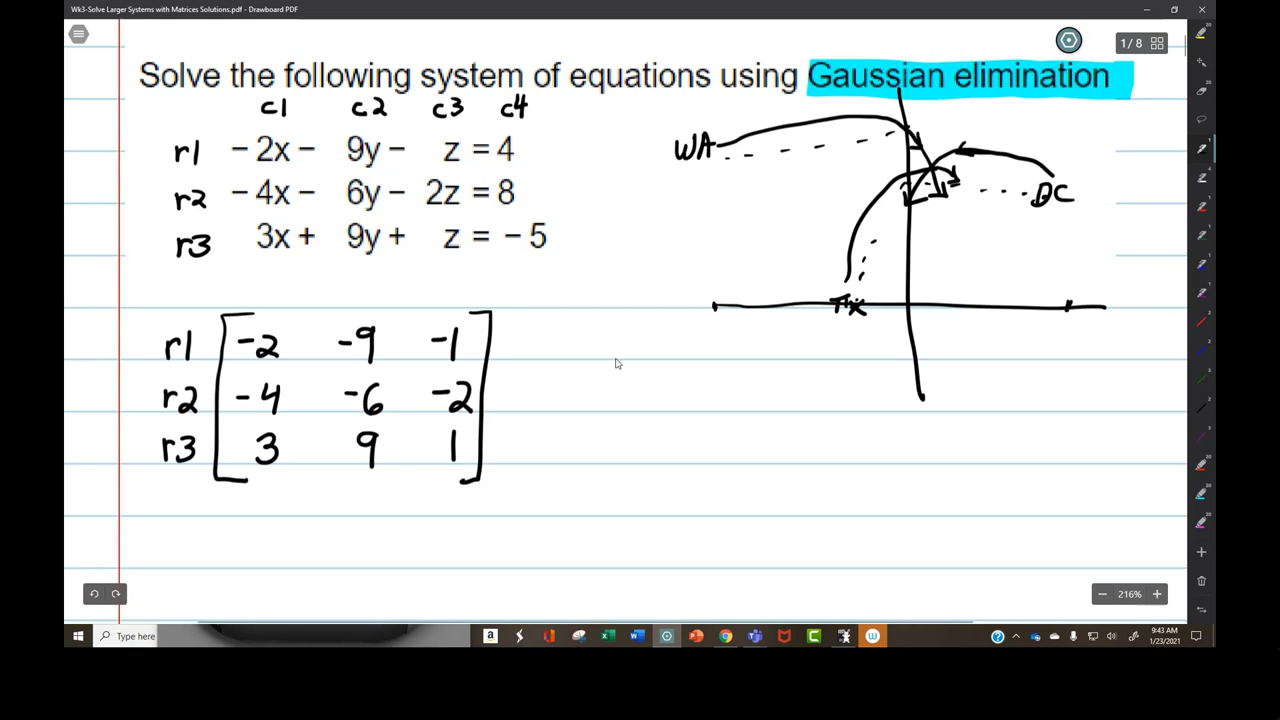 Wk3-Solve Larger Systems with Matrices Solutions.pdf - Drawboard PDF
1/8
Solve the following system of equations using Gaussian elimination
c1 c2 c3 c4
r1 - 2x - 9y - z = 4
r2 - 4x - 6y - 2z = 8
r3 3x + 9y + z = - 5
WA
DC
TX
r1 -2 -9 -1
r2 -4 -6 -2
r3 3 9 1
216%
Type here
9:43 AM
1/23/2021